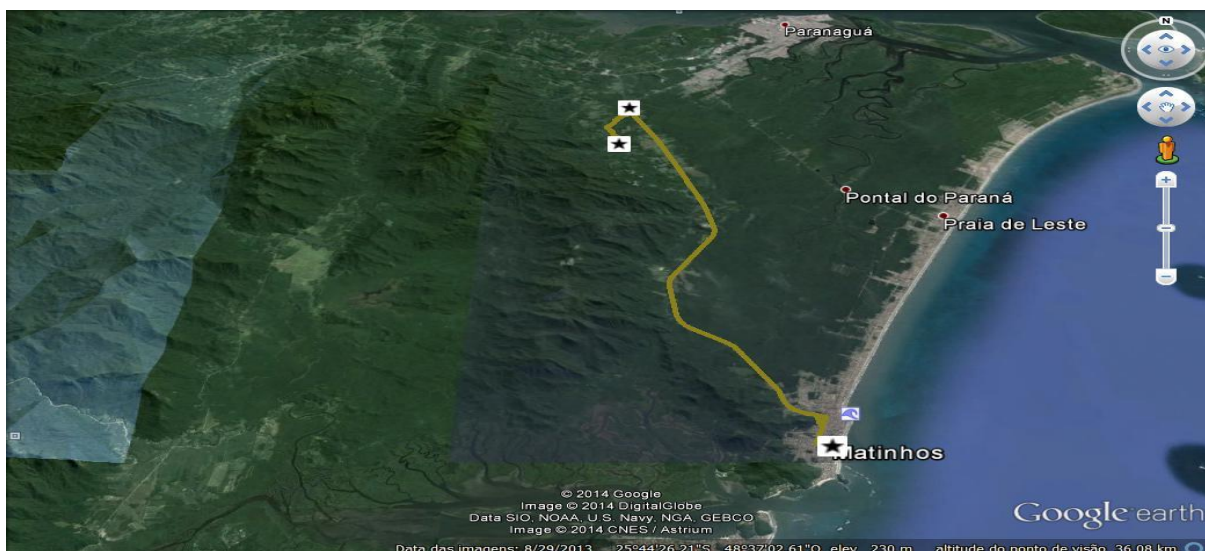 N
Paranaguá
Pontal do Paraná
Praia de Leste
Matinhos
© 2014 Google
Image © 2014 DigitalGlobe
Data SIO, NOAA, U.S. Navy, NGA, GEBCO
Image © 2014 CNES / Astrium
Google earth
Data das imagens: 8/29/2013 25°44'26.21"S 48°37'02.61"O elev 230 m altitude do ponto de visão 36.08 km